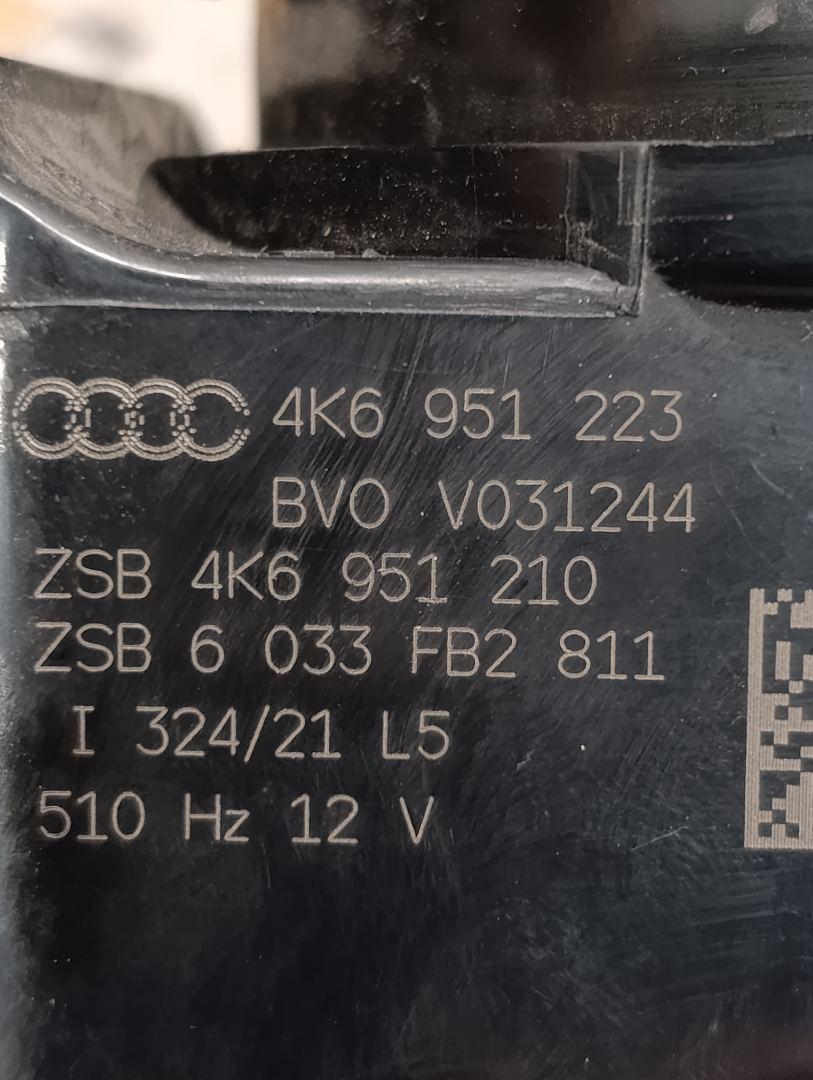 4K6 951 223
BVO V031244
ZSB 4K6 951 210
ZSB 6 033 FB2 811
I 324/21 L5
510 Hz 12 V